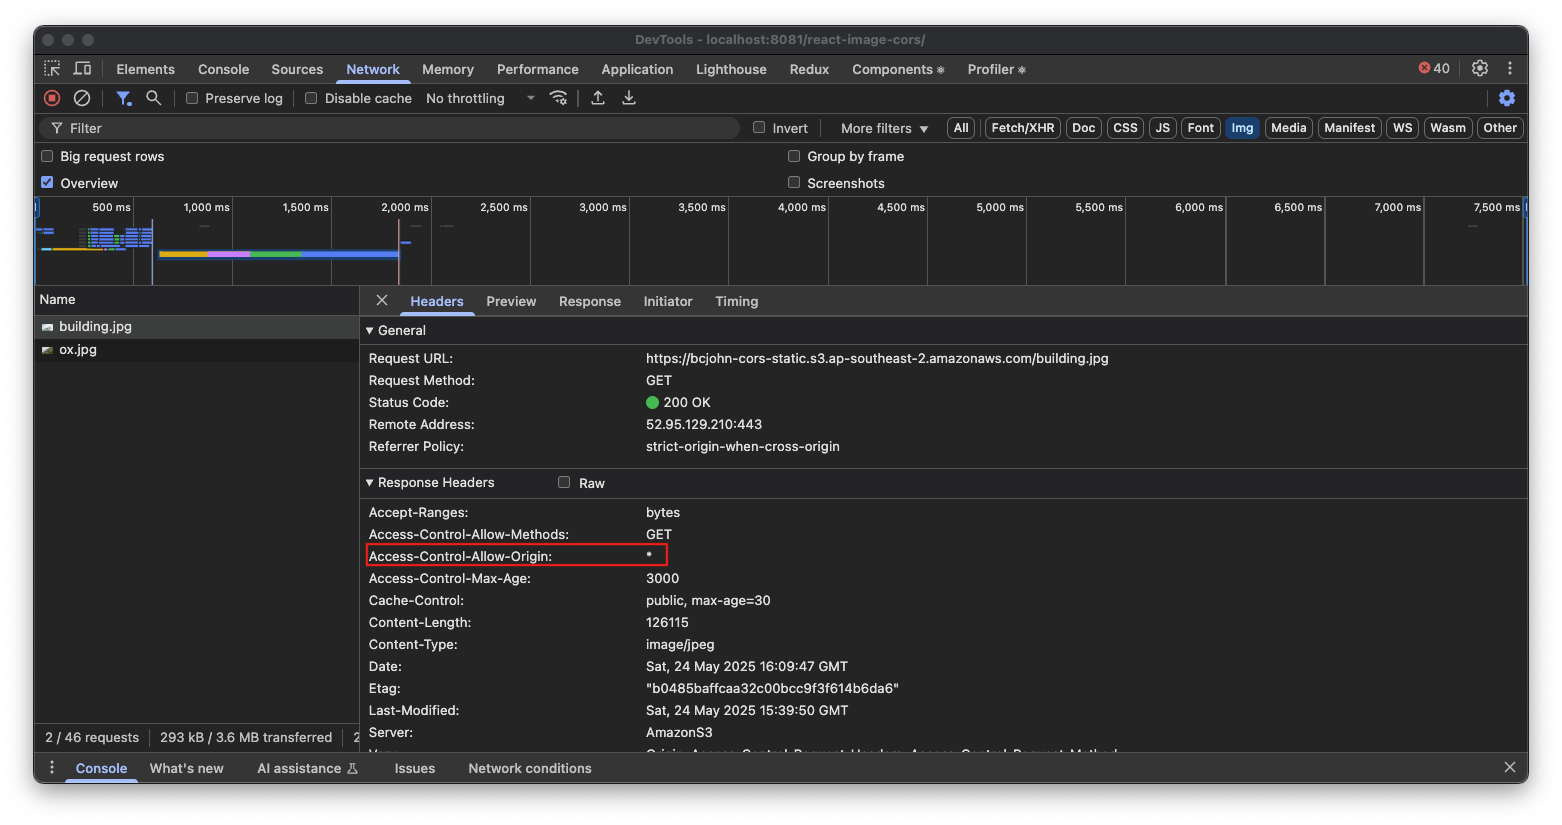 DevTools - localhost:8081/react-image-cors/
Elements Console Sources Network Memory Performance Application Lighthouse Redux Components Profiler 40
Preserve log Disable cache No throttling
Filter Invert More filters All Fetch/XHR Doc CSS JS Font Img Media Manifest WS Wasm Other
Big request rows Group by frame
Overview Screenshots
500 ms 1,000 ms 1,500 ms 2,000 ms 2,500 ms 3,000 ms 3,500 ms 4,000 ms 4,500 ms 5,000 ms 5,500 ms 6,000 ms 6,500 ms 7,000 ms 7,500 ms
Name
building.jpg
ox.jpg
Headers Preview Response Initiator Timing
General
Request URL: https://bcjohn-cors-static.s3.ap-southeast-2.amazonaws.com/building.jpg
Request Method: GET
Status Code: 200 OK
Remote Address: 52.95.129.210:443
Referrer Policy: strict-origin-when-cross-origin
Response Headers Raw
Accept-Ranges: bytes
Access-Control-Allow-Methods: GET
Access-Control-Allow-Origin: *
Access-Control-Max-Age: 3000
Cache-Control: public, max-age=30
Content-Length: 126115
Content-Type: image/jpeg
Date: Sat, 24 May 2025 16:09:47 GMT
Etag: "b0485baffcaa32c00bcc9f3f614b6da6"
Last-Modified: Sat, 24 May 2025 15:39:50 GMT
Server: AmazonS3
2 / 46 requests 293 kB / 3.6 MB transferred
Console What's new AI assistance Issues Network conditions